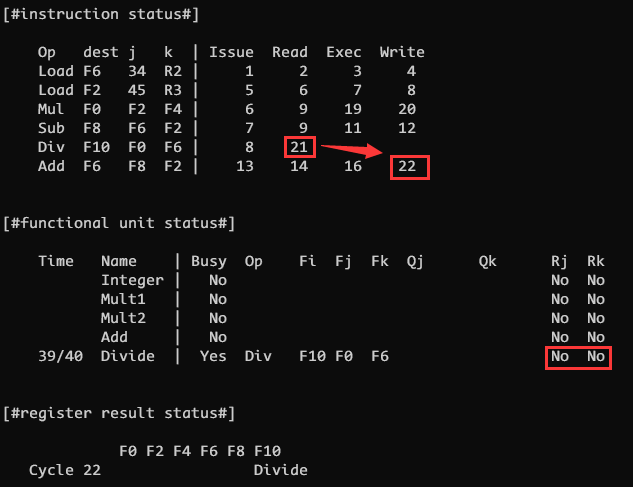 [#instruction status#]
Op dest j k | Issue Read Exec Write
Load F6 34 R2 | 1 2 3 4
Load F2 45 R3 | 5 6 7 8
Mul F0 F2 F4 | 6 9 19 20
Sub F8 F6 F2 | 7 9 11 12
Div F10 F0 F6 | 8 21
Add F6 F8 F2 | 13 14 16 22
[#functional unit status#]
Time Name | Busy Op Fi Fj Fk Qj Qk Rj Rk
Integer | No No No
Mult1 | No No No
Mult2 | No No No
Add | No No No
39/40 Divide | Yes Div F10 F0 F6 No No
[#register result status#]
F0 F2 F4 F6 F8 F10
Cycle 22 Divide